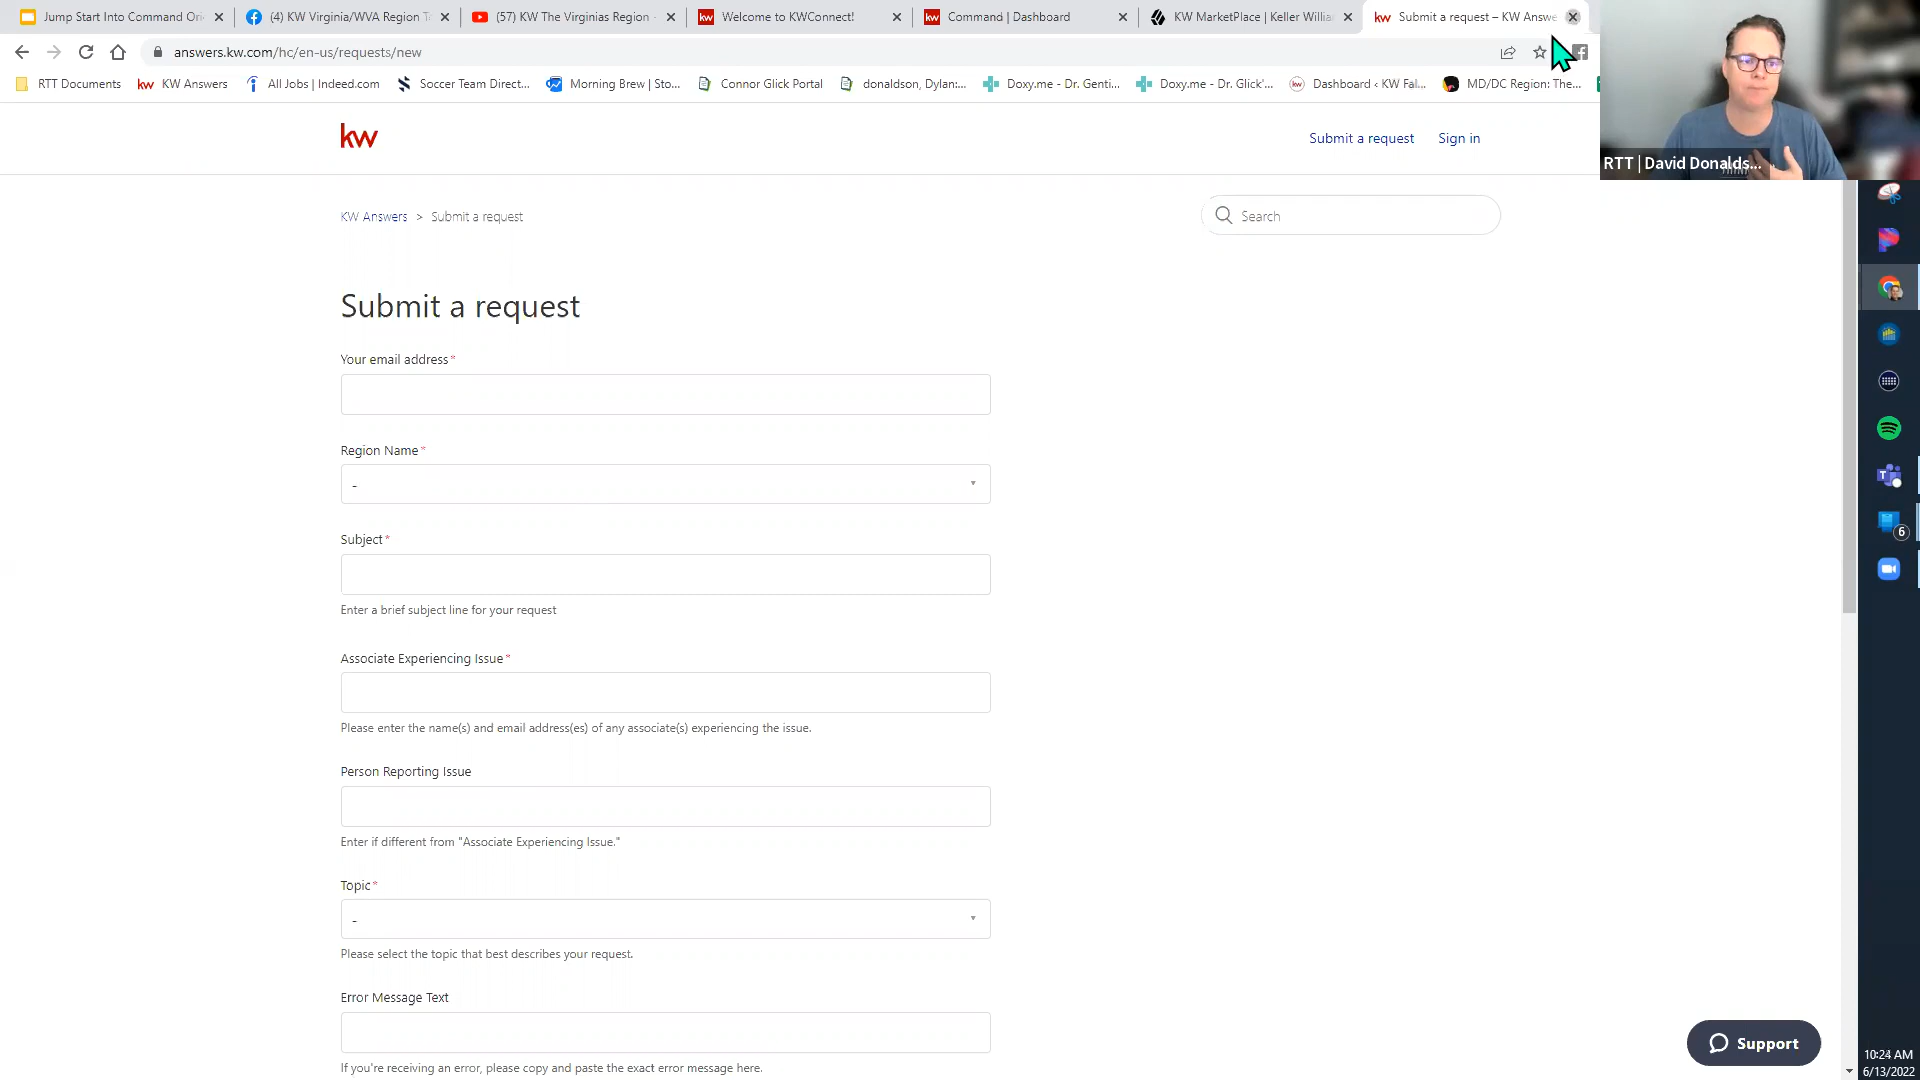 Jump Start Into Command Ori
(4) KW Virginia/WVA Region T
(57) KW The Virginias Region -
kw Welcome to KWConnect!
kw Command | Dashboard
KW MarketPlace | Keller Willia
kw Submit a request – KW Answe
answers.kw.com/hc/en-us/requests/new
RTT Documents
kw KW Answers
All Jobs | Indeed.com
Soccer Team Direct...
Morning Brew | Sto...
Connor Glick Portal
donaldson, Dylan:...
Doxy.me - Dr. Genti...
Doxy.me - Dr. Glick'...
kw Dashboard ‹ KW Fal...
MD/DC Region: The...
kw
Submit a request
Sign in
RTT | David Donalds...
KW Answers > Submit a request
Search
Submit a request
Your email address*
Region Name*
-
Subject*
Enter a brief subject line for your request
Associate Experiencing Issue*
Please enter the name(s) and email address(es) of any associate(s) experiencing the issue.
Person Reporting Issue
Enter if different from "Associate Experiencing Issue."
Topic*
-
Please select the topic that best describes your request.
Error Message Text
If you're receiving an error, please copy and paste the exact error message here.
Support
6
10:24 AM
6/13/2022